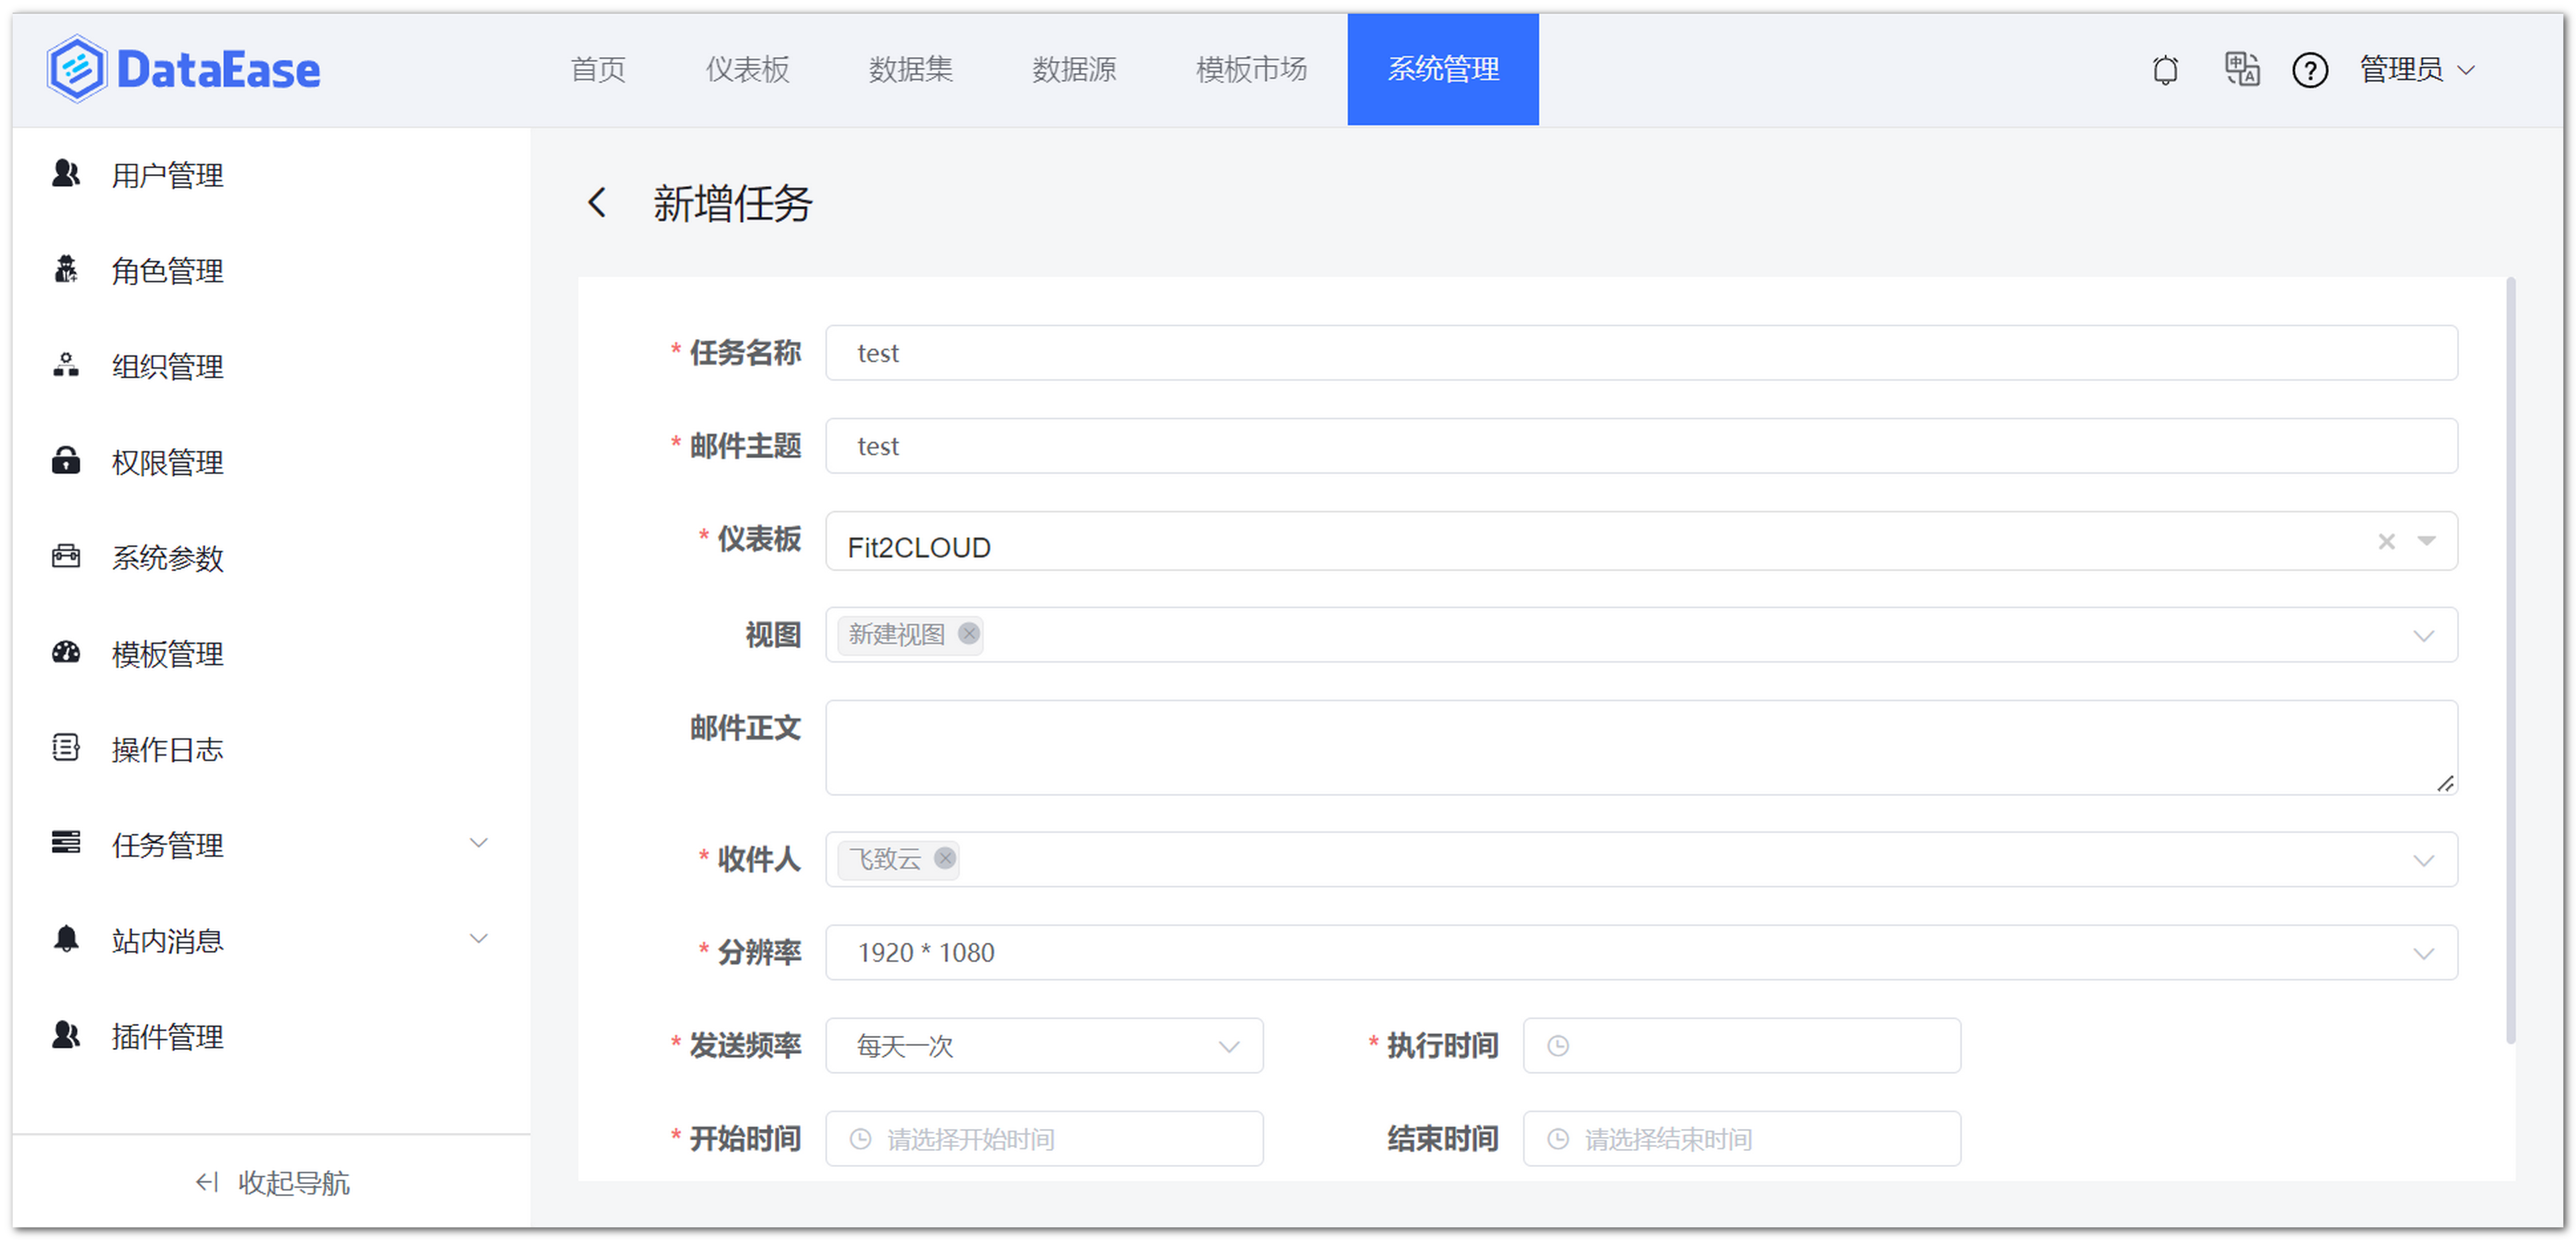 DataEase 首页 仪表板 数据集 数据源 模板市场 系统管理 管理员
用户管理
角色管理
组织管理
权限管理
系统参数
模板管理
操作日志
任务管理
站内消息
插件管理
收起导航
新增任务
* 任务名称 test
* 邮件主题 test
* 仪表板 Fit2CLOUD
视图 新建视图
邮件正文
* 收件人 飞致云
* 分辨率 1920 * 1080
* 发送频率 每天一次 * 执行时间
* 开始时间 请选择开始时间 结束时间 请选择结束时间